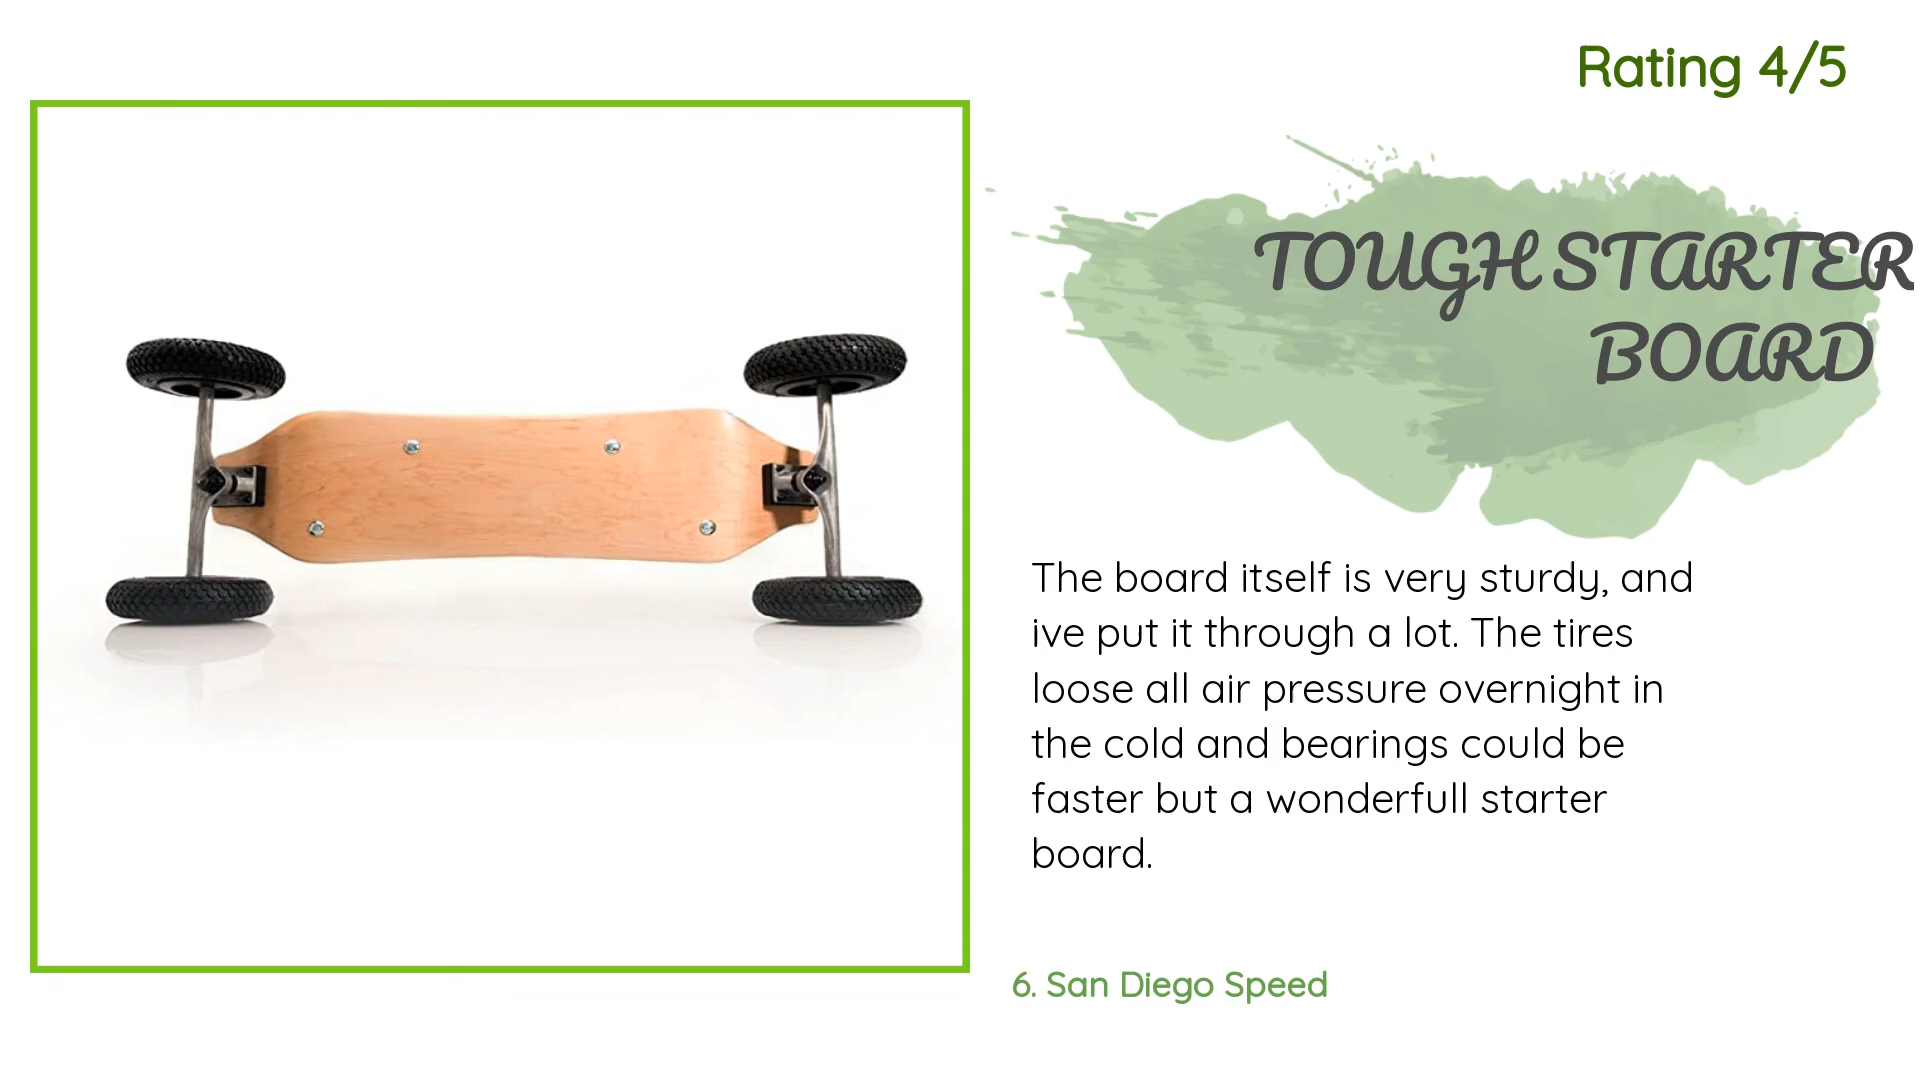 Rating 4/5
TOUGH STARTER
BOARD
The board itself is very sturdy, and
ive put it through a lot. The tires
loose all air pressure overnight in
the cold and bearings could be
faster but a wonderfull starter
board.
6. San Diego Speed